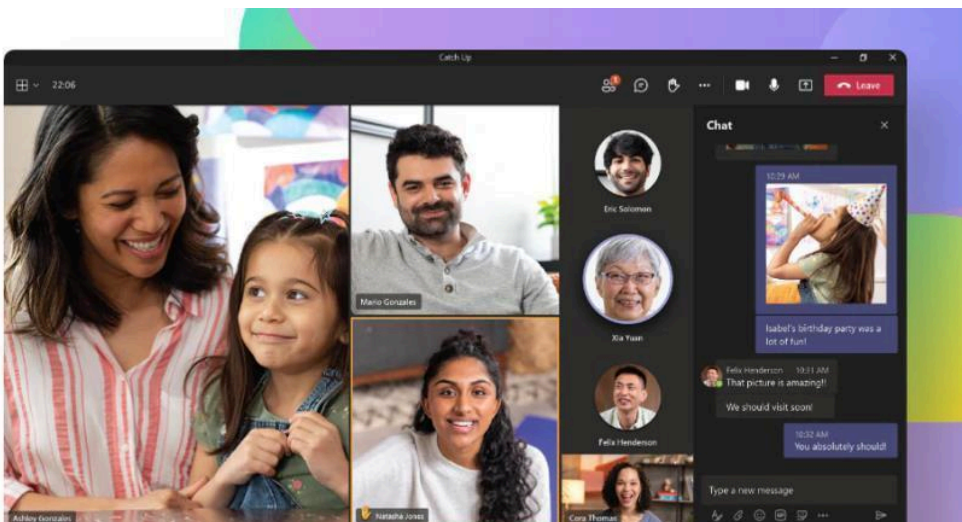 Catch Up
22:06
1
Leave
Ashley Gonzales
Mario Gonzales
Natasha Jones
Eric Solomon
Xia Yuan
Felix Henderson
Cora Thomas
Chat
10:29 AM
Isabel's birthday party was a
lot of fun!
Felix Henderson 10:31 AM
That picture is amazing!!
We should visit soon!
10:32 AM
You absolutely should!
Type a new message